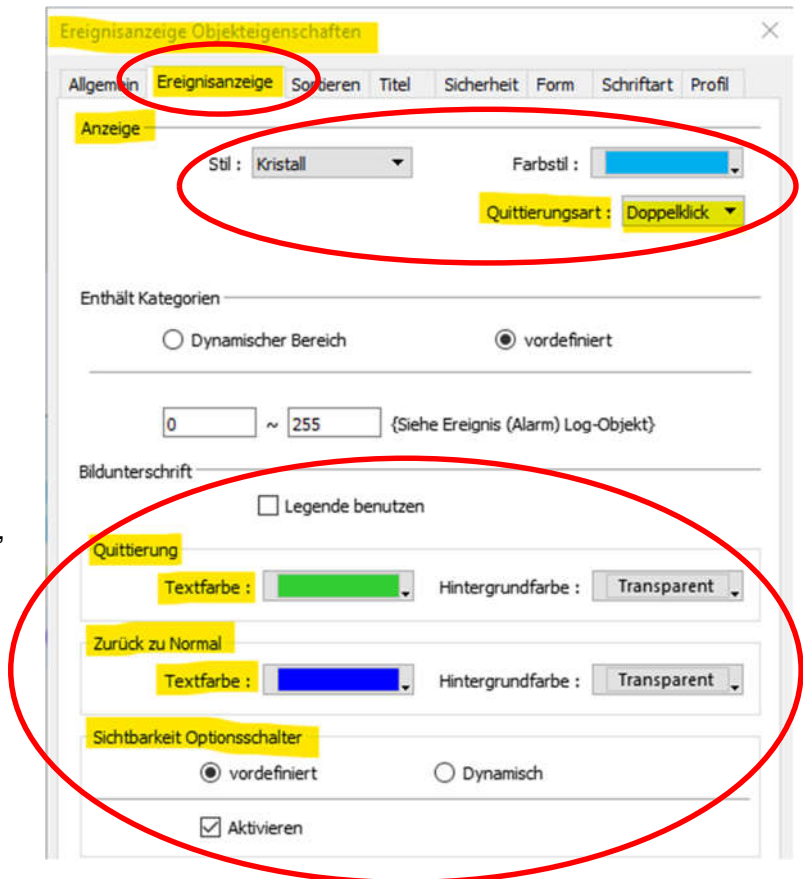 Ereignisanzeige Objekteigenschaften
Allgemein Ereignisanzeige Sortieren Titel Sicherheit Form Schriftart Profil
Anzeige
Stil : Kristall Farbstil :
Quittierungsart : Doppelklick
Enthält Kategorien
Dynamischer Bereich vordefiniert
0 ~ 255 {Siehe Ereignis (Alarm) Log-Objekt}
Bildunterschrift
Legende benutzen
,
Quittierung
Textfarbe : Hintergrundfarbe : Transparent
Zurück zu Normal
Textfarbe : Hintergrundfarbe : Transparent
Sichtbarkeit Optionsschalter
vordefiniert Dynamisch
Aktivieren